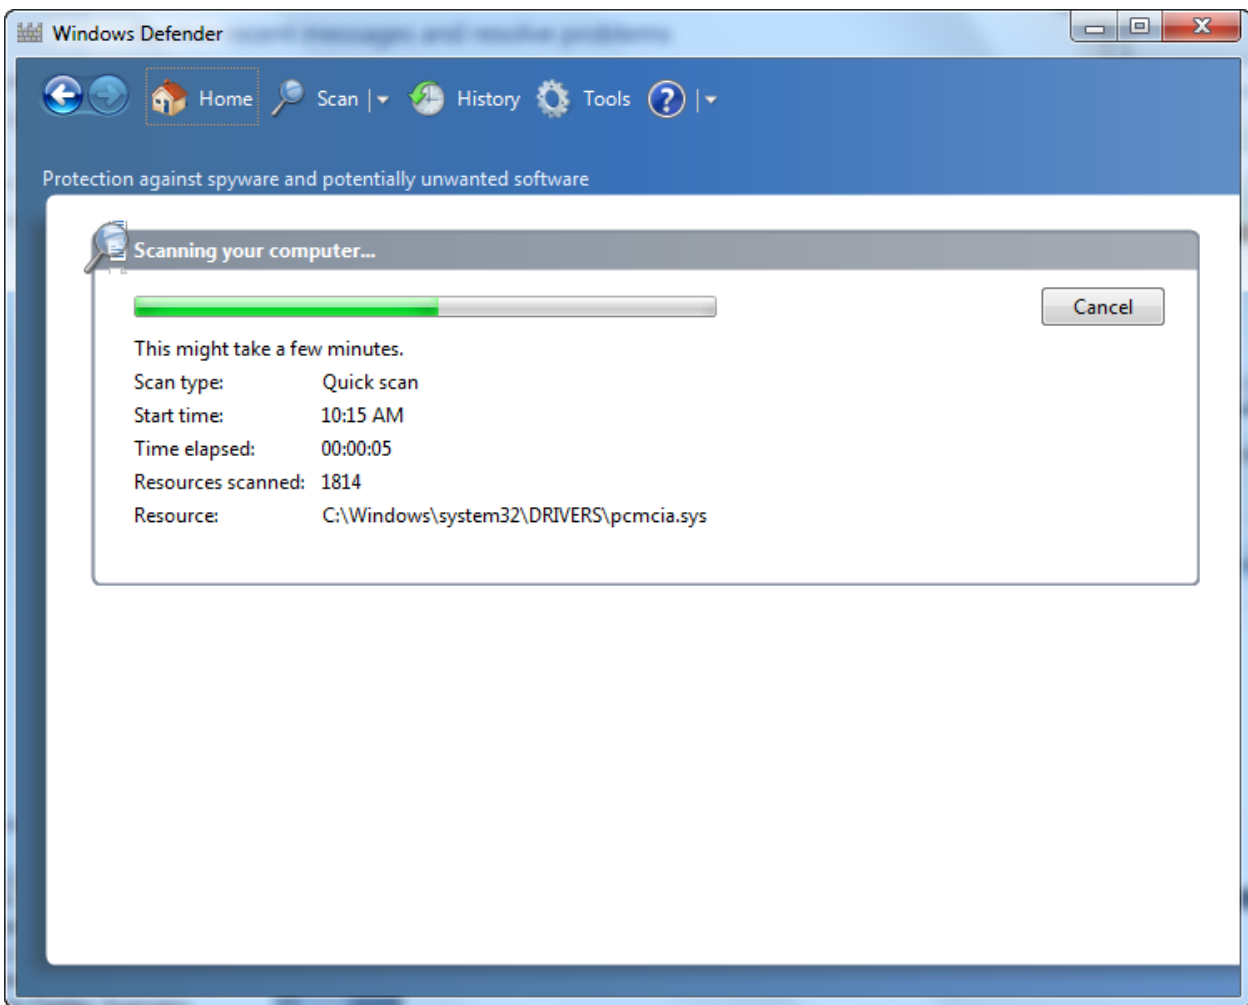 Windows Defender
Home Scan History Tools
Protection against spyware and potentially unwanted software
Scanning your computer...
Cancel
This might take a few minutes.
Scan type: Quick scan
Start time: 10:15 AM
Time elapsed: 00:00:05
Resources scanned: 1814
Resource: C:\Windows\system32\DRIVERS\pcmcia.sys